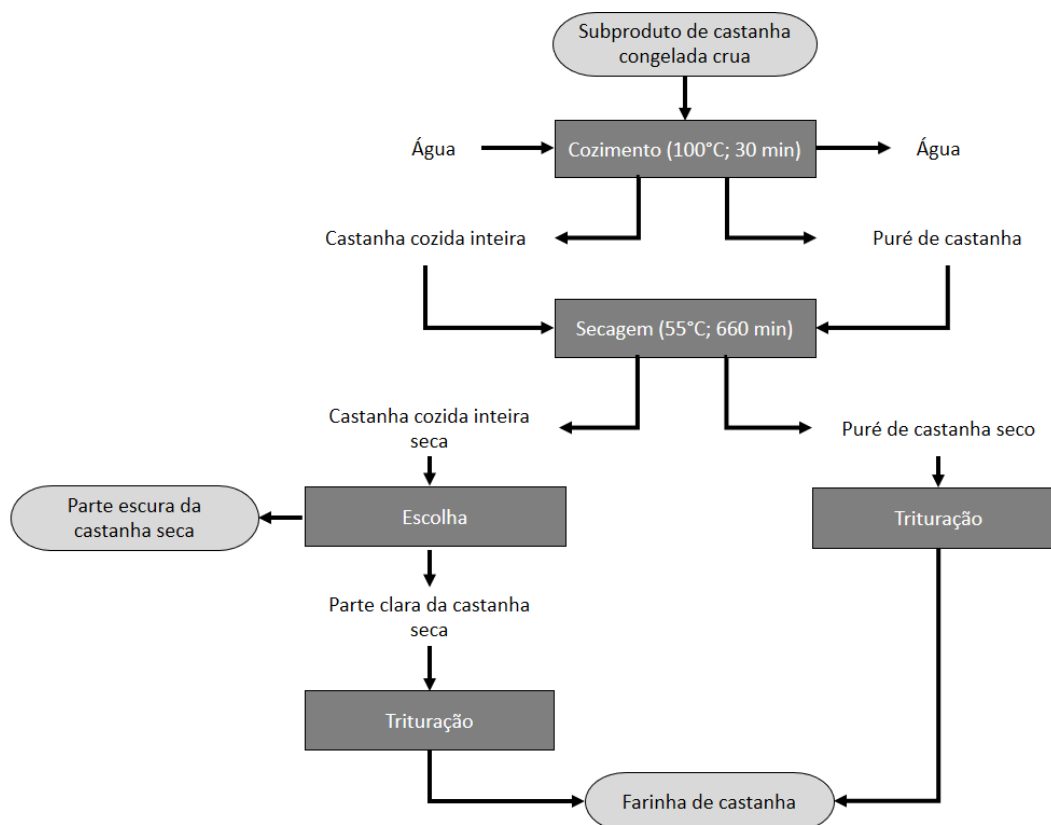 Subproduto de castanha
congelada crua
Água
Cozimento (100°C; 30 min)
Água
Castanha cozida inteira
Puré de castanha
Secagem (55°C; 660 min)
Castanha cozida inteira
seca
Puré de castanha seco
Parte escura da
castanha seca
Escolha
Trituração
Parte clara da castanha
seca
Trituração
Farinha de castanha